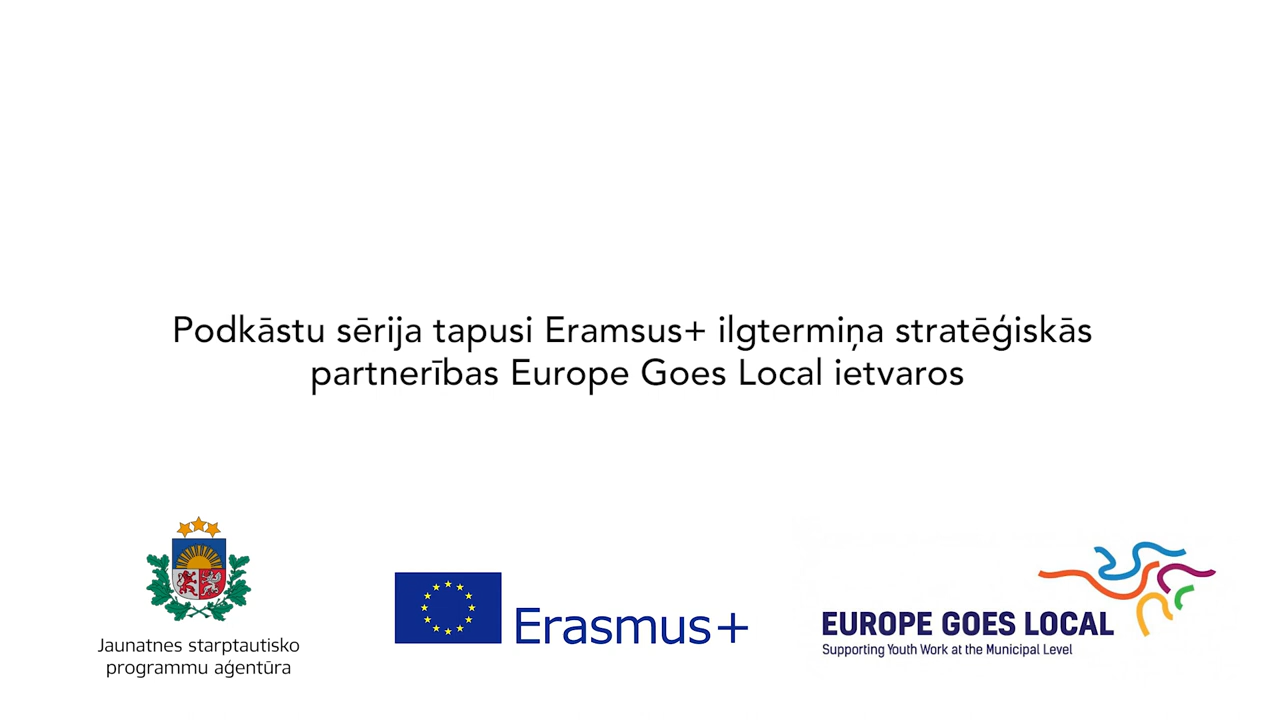 Podkāstu sērija tapusi Eramsus+ ilgtermiņa stratēģiskās
partnerības Europe Goes Local ietvaros
Jaunatnes starptautisko
programmu aģentūra
Erasmus+
EUROPE GOES LOCAL
Supporting Youth Work at the Municipal Level